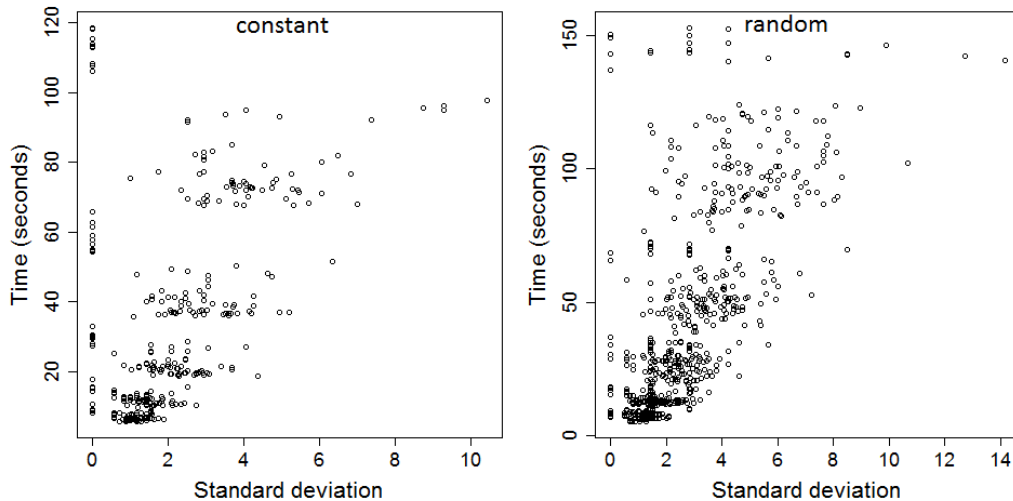 constant
Time (seconds)
120
100
80
60
40
20
0 2 4 6 8 10
Standard deviation
random
Time (seconds)
150
100
50
0
0 2 4 6 8 10 12 14
Standard deviation